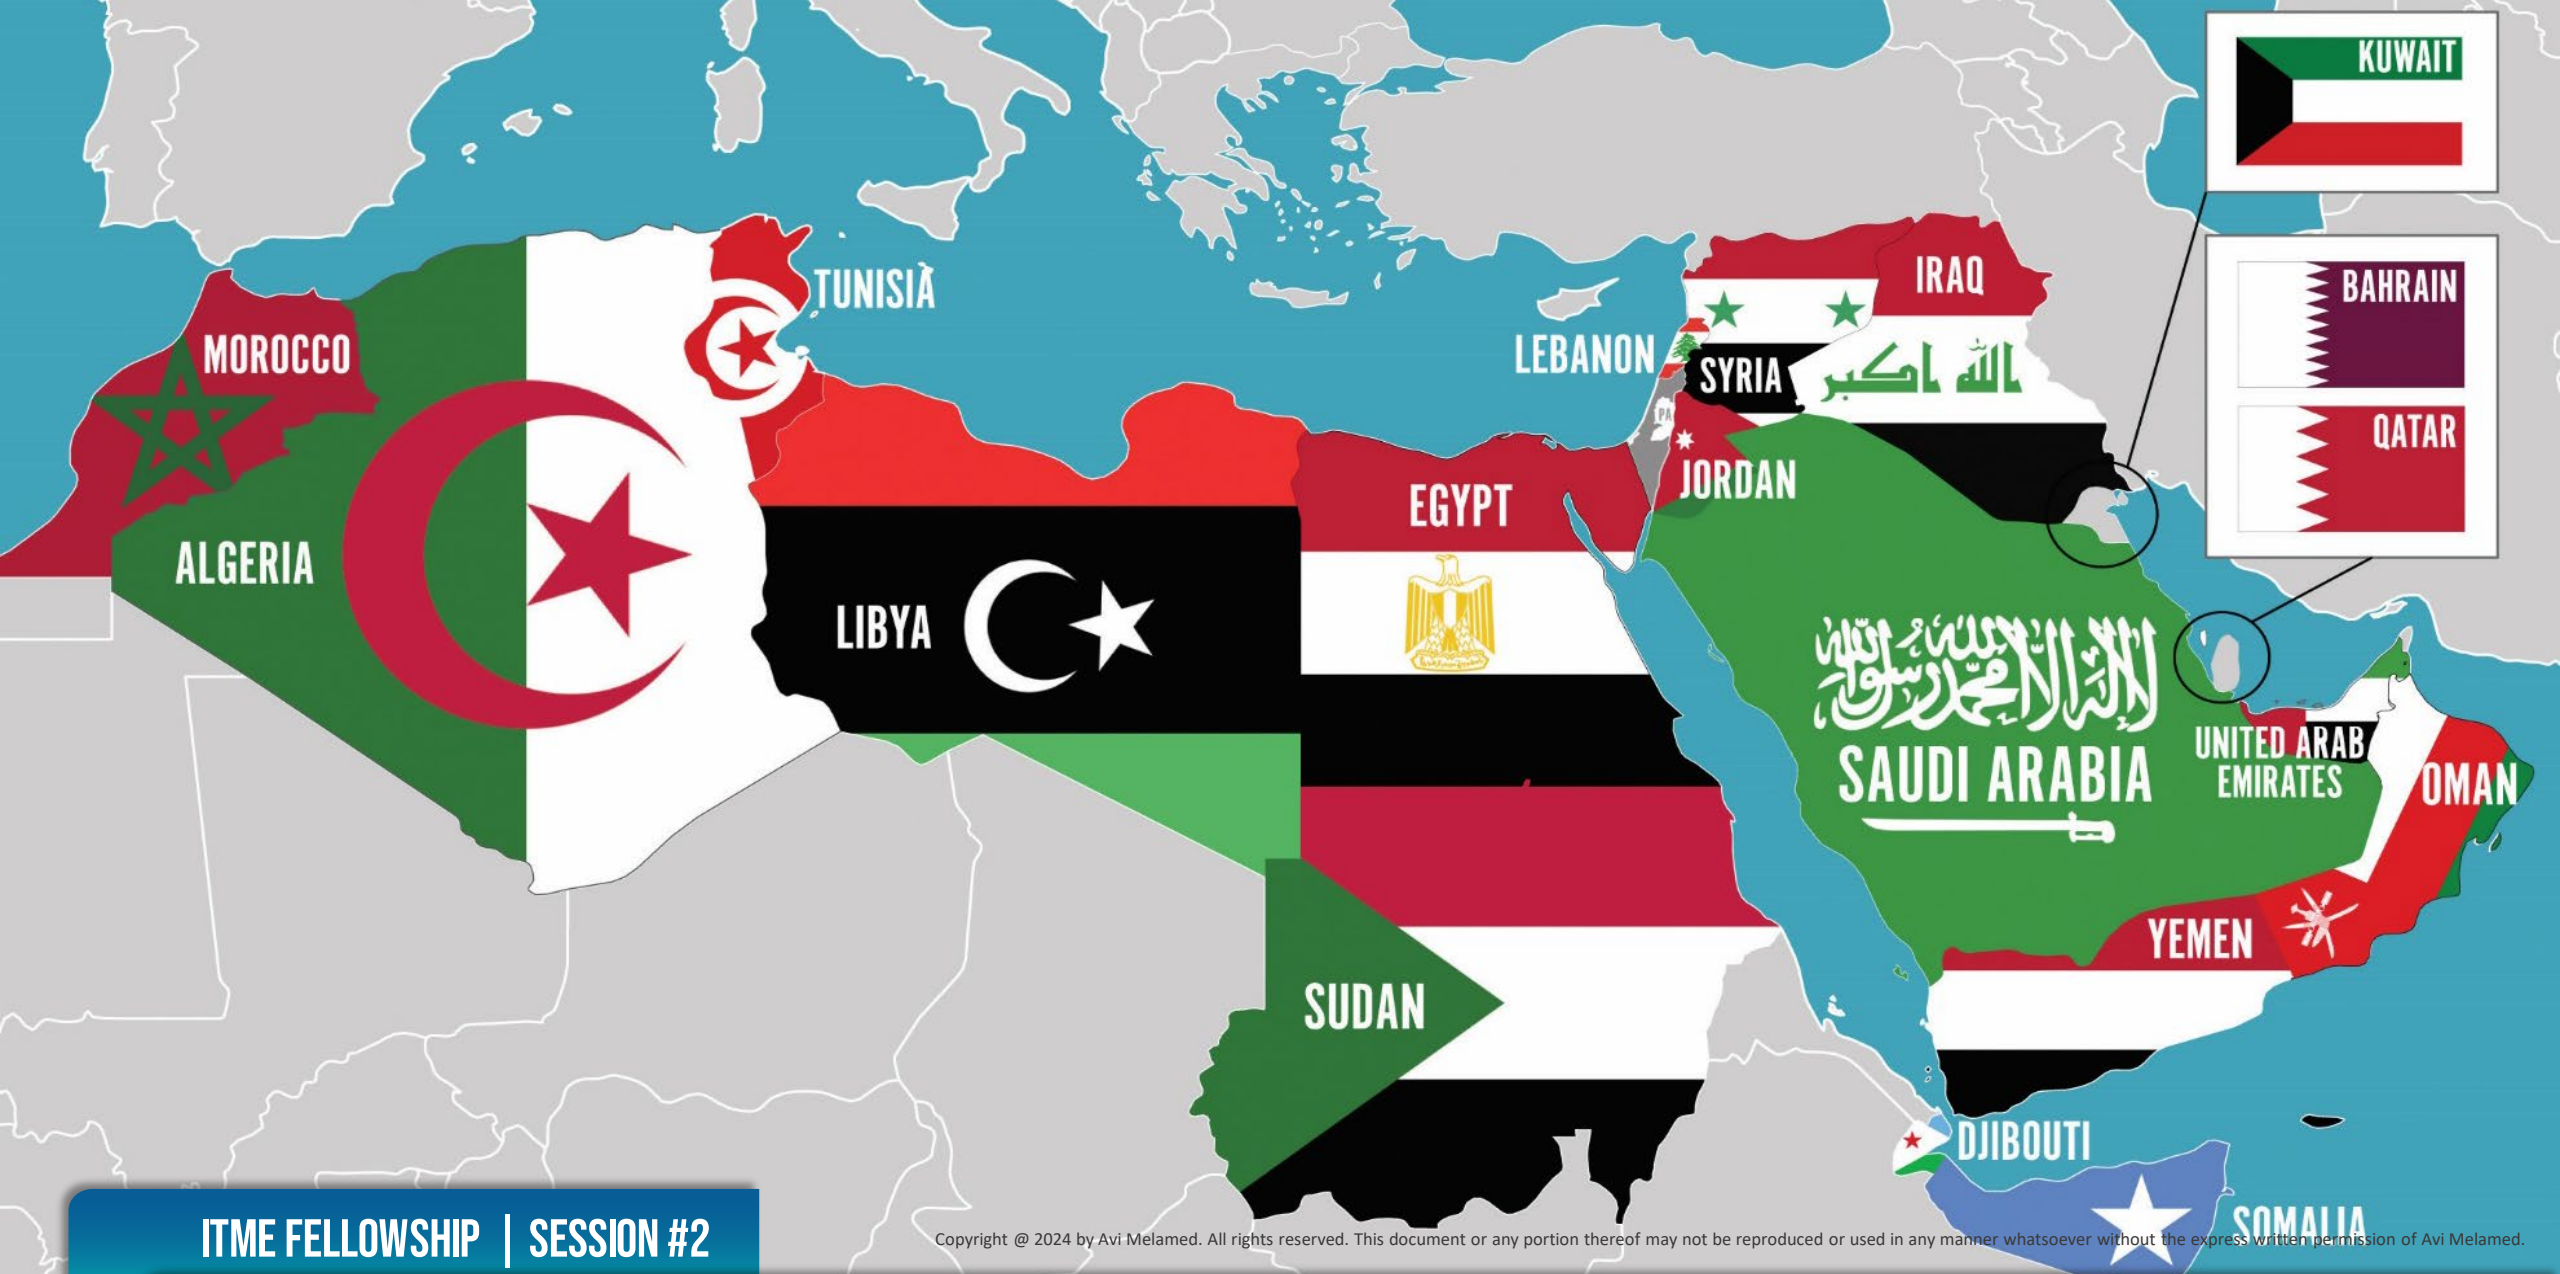 KUWAIT
BAHRAIN
QATAR
TUNISIA
IRAQ
MOROCCO
LEBANON
SYRIA
الله اكبر
PA
JORDAN
EGYPT
ALGERIA
LIBYA
لا إله إلا الله محمد رسول الله
SAUDI ARABIA
UNITED ARAB
EMIRATES
OMAN
YEMEN
SUDAN
DJIBOUTI
SOMALIA
ITME FELLOWSHIP | SESSION #2
Copyright @ 2024 by Avi Melamed. All rights reserved. This document or any portion thereof may not be reproduced or used in any manner whatsoever without the express written permission of Avi Melamed.